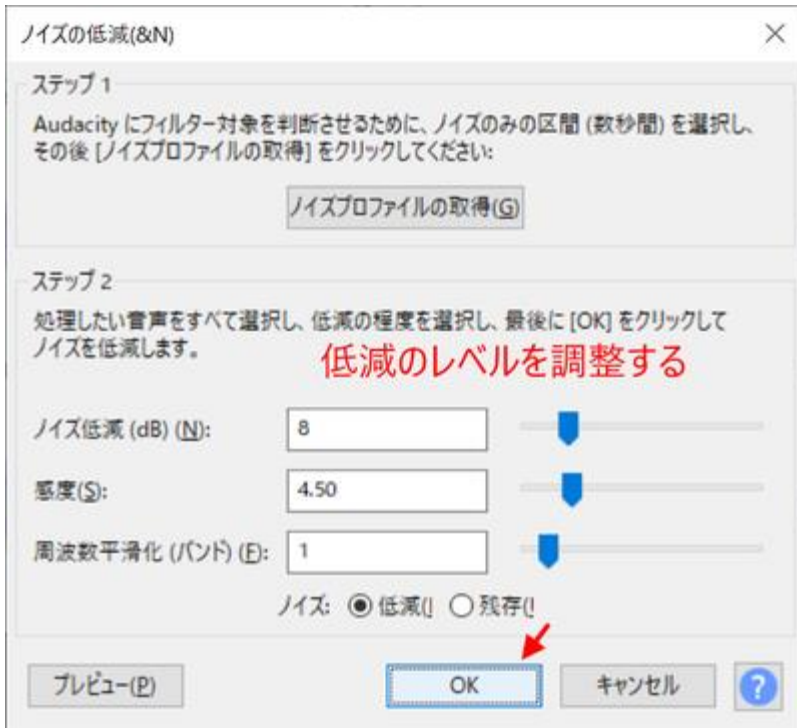 ノイズの低減(&N)
ステップ 1
Audacity にフィルター対象を判断させるために、ノイズのみの区間 (数秒間) を選択し、
その後 [ノイズプロファイルの取得] をクリックしてください:
ノイズプロファイルの取得(G)
ステップ 2
処理したい音声をすべて選択し、低減の程度を選択し、最後に [OK] をクリックして
ノイズを低減します。
低減のレベルを調整する
ノイズ低減 (dB) (N): 8
感度(S): 4.50
周波数平滑化 (バンド) (F): 1
ノイズ: 低減( 残存(
プレビュー(P) OK キャンセル ?